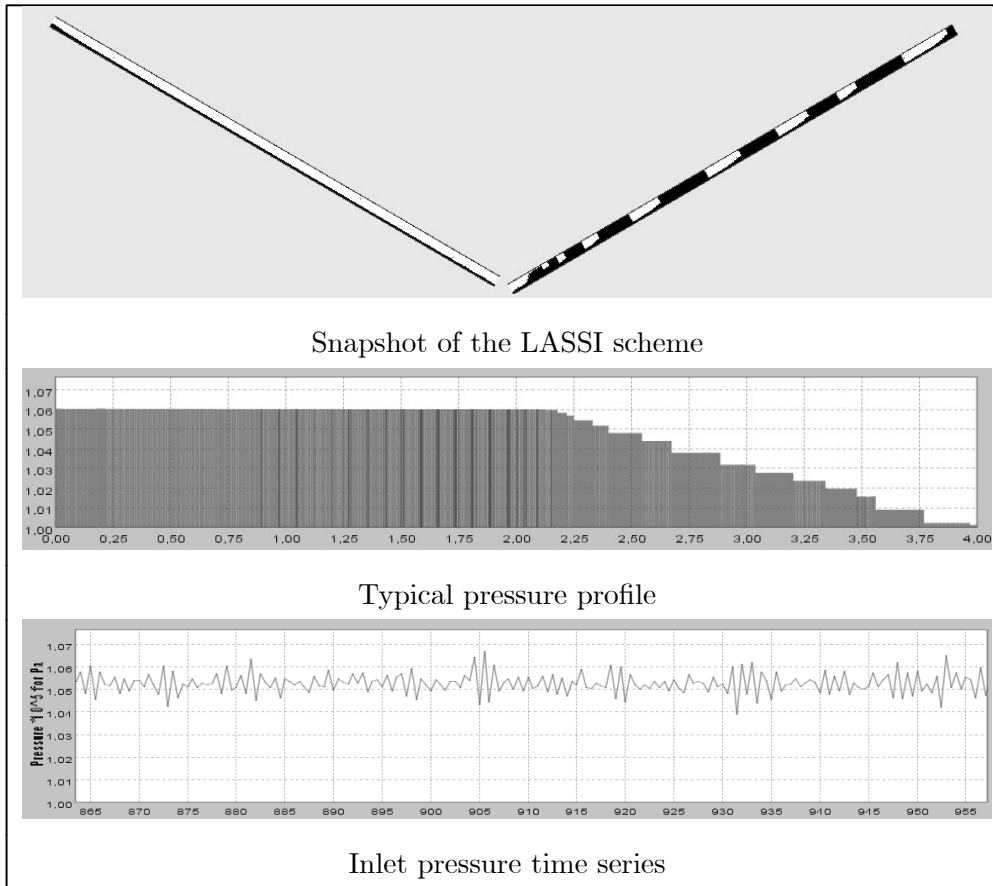 Snapshot of the LASSI scheme
1,07
1,06
1,05
1,04
1,03
1,02
1,01
1,00
0,00 0,25 0,50 0,75 1,00 1,25 1,50 1,75 2,00 2,25 2,50 2,75 3,00 3,25 3,50 3,75 4,00
Typical pressure profile
Pressure *10^5 for P1
1,07
1,06
1,05
1,04
1,03
1,02
1,01
1,00
865 870 875 880 885 890 895 900 905 910 915 920 925 930 935 940 945 950 955
Inlet pressure time series